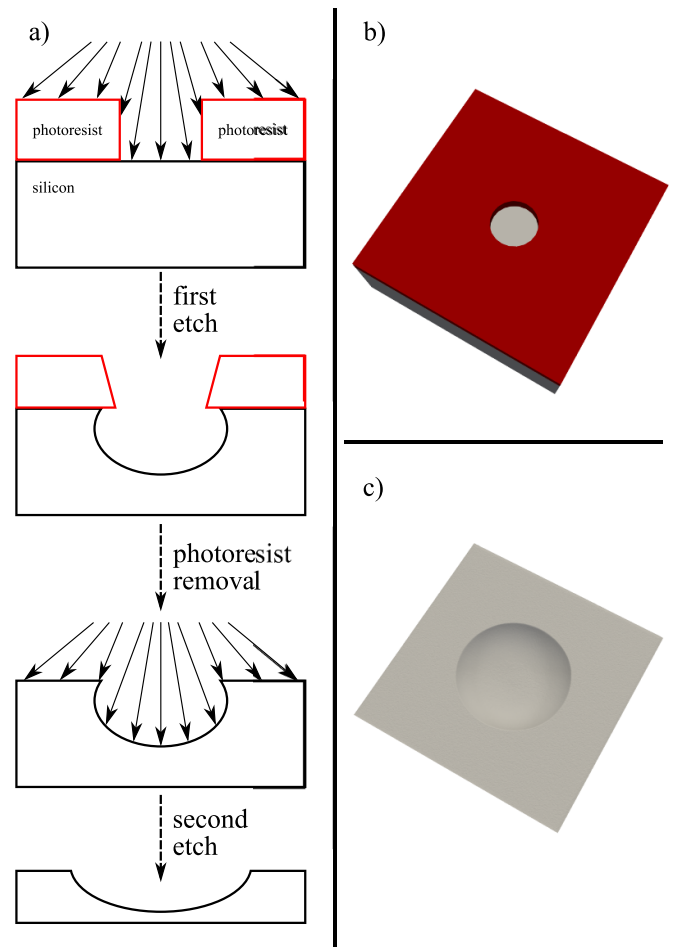 a)
photoresist
photoresist
silicon
first
etch
photoresist
removal
second
etch
b)
c)